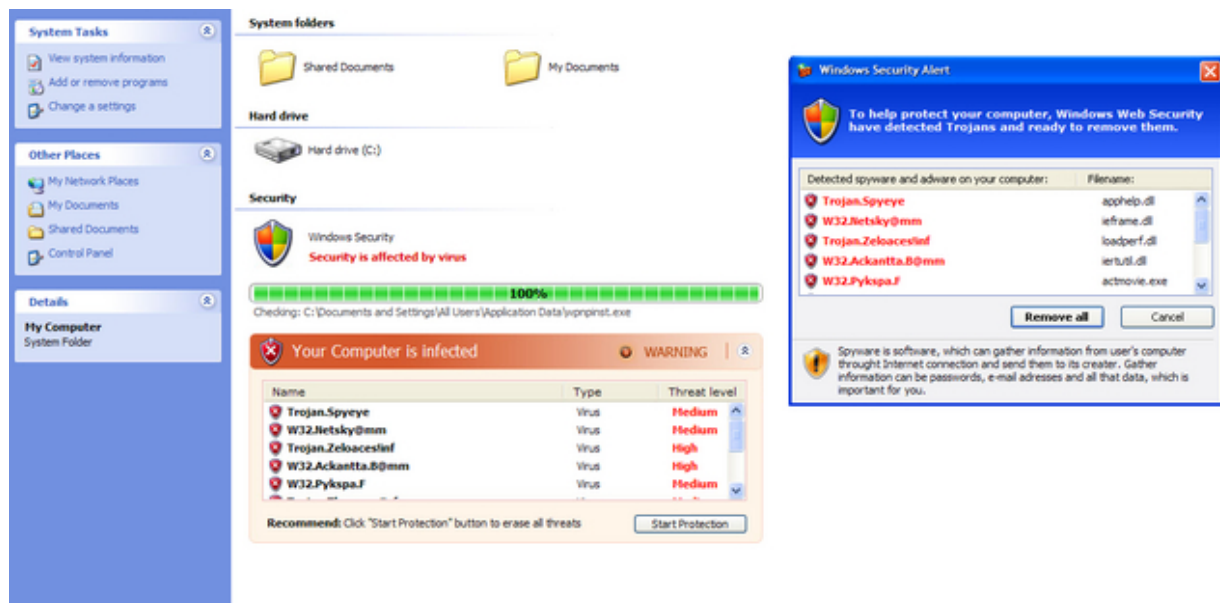 System Tasks
View system information
Add or remove programs
Change a settings
Other Places
My Network Places
My Documents
Shared Documents
Control Panel
Details
My Computer
System Folder
System folders
Shared Documents
My Documents
Hard drive
Hard drive (C:)
Security
Windows Security
Security is affected by virus
100%
Checking: C:\Documents and Settings\All Users\Application Data\wpnpinst.exe
Your Computer is infected
WARNING
Name Type Threat level
Trojan.Spyeye Virus Medium
W32.Netsky@mm Virus Medium
Trojan.Zeloaces!inf Virus High
W32.Ackantta.B@mm Virus High
W32.Pykspa.F Virus Medium
Recommend: Click "Start Protection" button to erase all threats
Start Protection
Windows Security Alert
To help protect your computer, Windows Web Security
have detected Trojans and ready to remove them.
Detected spyware and adware on your computer: Filename:
Trojan.Spyeye apphelp.dll
W32.Netsky@mm ieframe.dll
Trojan.Zeloaces!inf loadperf.dll
W32.Ackantta.B@mm iertutil.dll
W32.Pykspa.F actmovie.exe
Remove all
Cancel
Spyware is software, which can gather information from user's computer
throught Internet connection and send them to its creater. Gather
information can be passwords, e-mail adresses and all that data, which is
important for you.